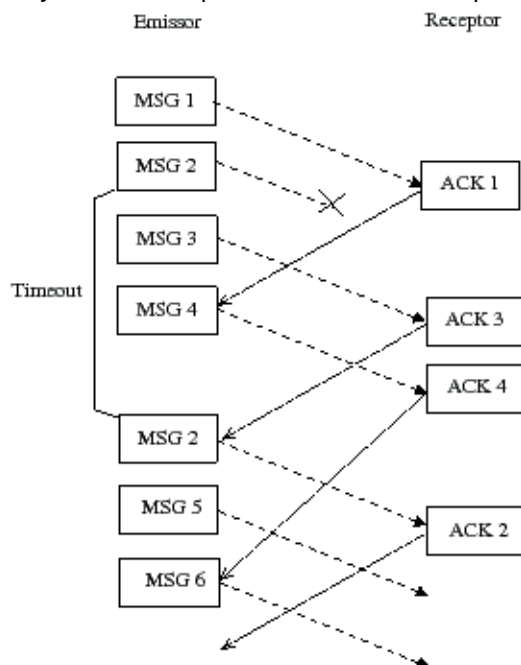 Emissor
Receptor
MSG 1
MSG 2
ACK 1
MSG 3
Timeout
MSG 4
ACK 3
ACK 4
MSG 2
MSG 5
ACK 2
MSG 6